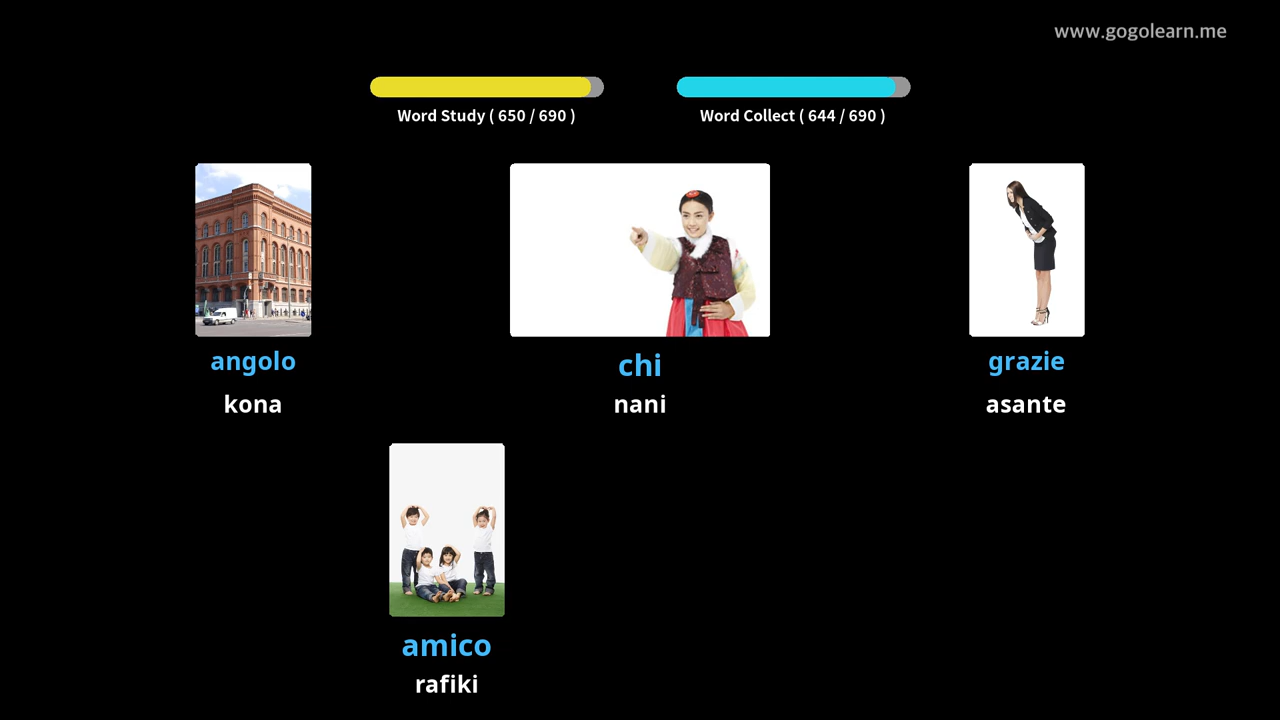 www.gogolearn.me
Word Study ( 650 / 690 )
Word Collect ( 644 / 690 )
angolo
kona
chi
nani
grazie
asante
amico
rafiki